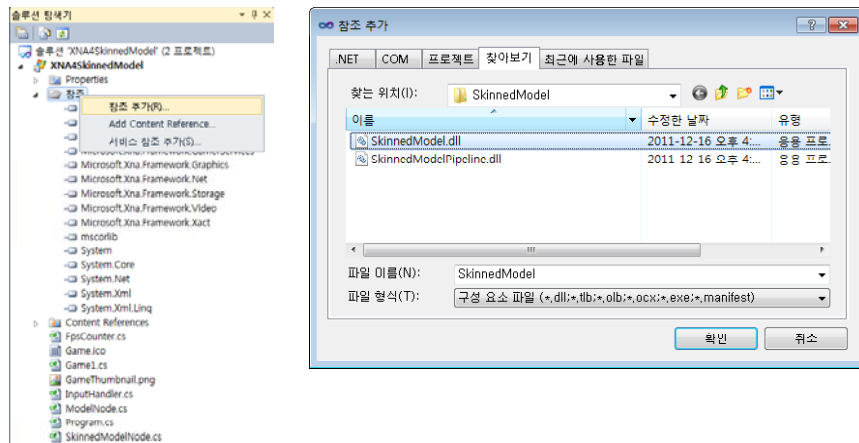 솔루션 탐색기
솔루션 'XNA4SkinnedModel' (2 프로젝트)
XNA4SkinnedModel
Properties
참조
참조 추가(R)...
Add Content Reference...
서비스 참조 추가(S)...
Microsoft.Xna.Framework.GamerServices
Microsoft.Xna.Framework.Graphics
Microsoft.Xna.Framework.Net
Microsoft.Xna.Framework.Storage
Microsoft.Xna.Framework.Video
Microsoft.Xna.Framework.Xact
mscorlib
System
System.Core
System.Net
System.Xml
System.Xml.Linq
Content References
FpsCounter.cs
Game.ico
Game1.cs
GameThumbnail.png
InputHandler.cs
ModelNode.cs
Program.cs
SkinnedModelNode.cs
참조 추가
.NET COM 프로젝트 찾아보기 최근에 사용한 파일
찾는 위치(I): SkinnedModel
이름 수정한 날짜 유형
SkinnedModel.dll 2011-12-16 오후 4:... 응용 프로
SkinnedModelPipeline.dll 2011-12-16 오후 4:... 응용 프로
파일 이름(N): SkinnedModel
파일 형식(T): 구성 요소 파일 (*.dll;*.tlb;*.olb;*.ocx;*.exe;*.manifest)
확인 취소